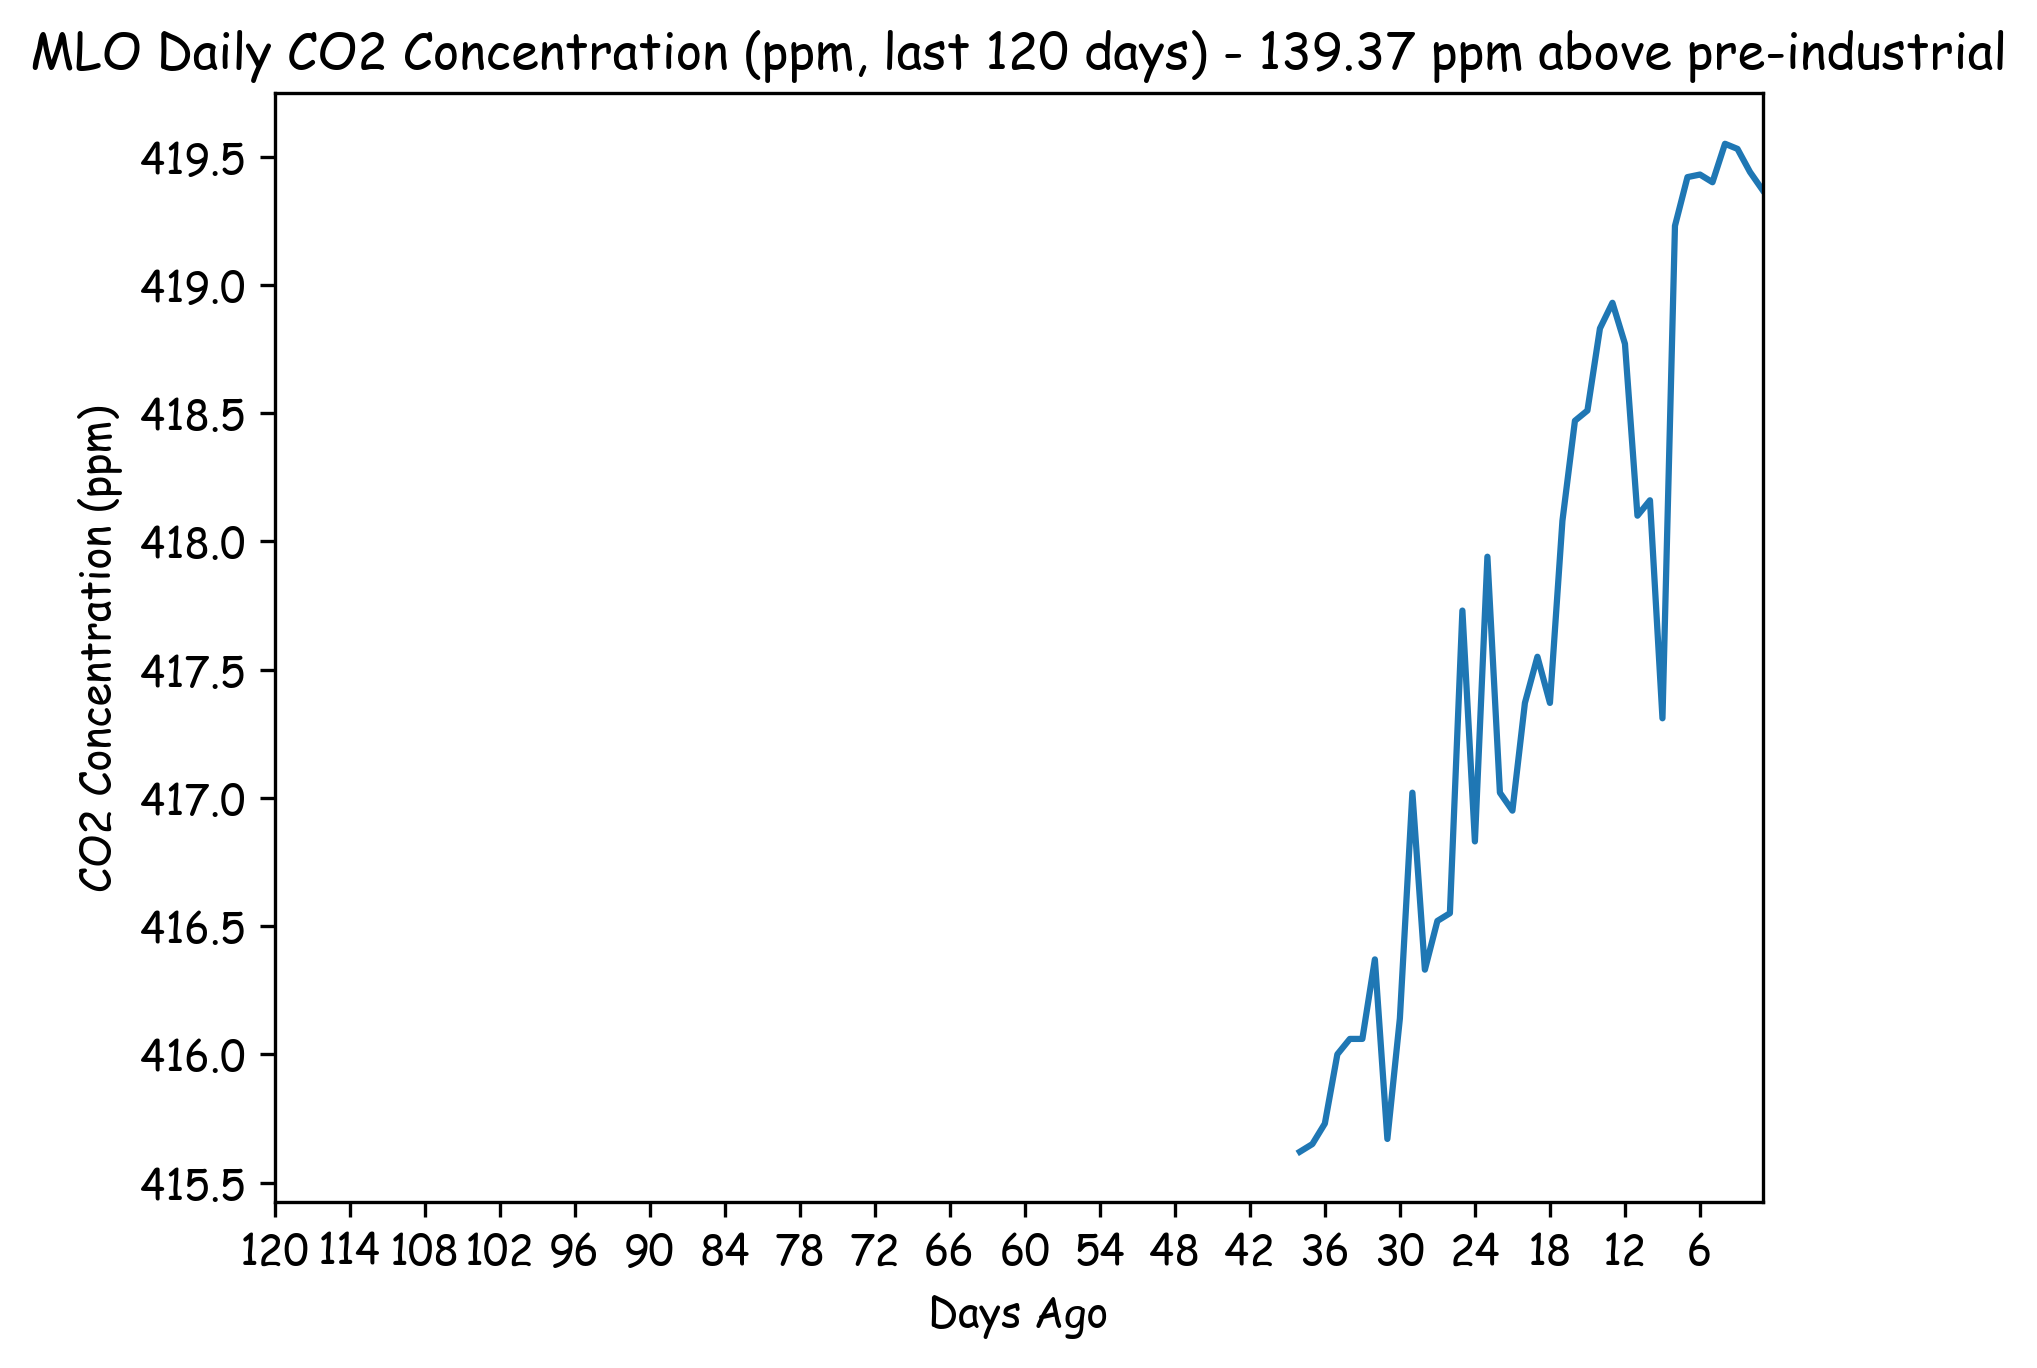 MLO Daily CO2 Concentration (ppm, last 120 days) - 139.37 ppm above pre-industrial
419.5
419.0
418.5
418.0
417.5
417.0
416.5
416.0
415.5
CO2 Concentration (ppm)
120 114 108 102 96 90 84 78 72 66 60 54 48 42 36 30 24 18 12 6
Days Ago